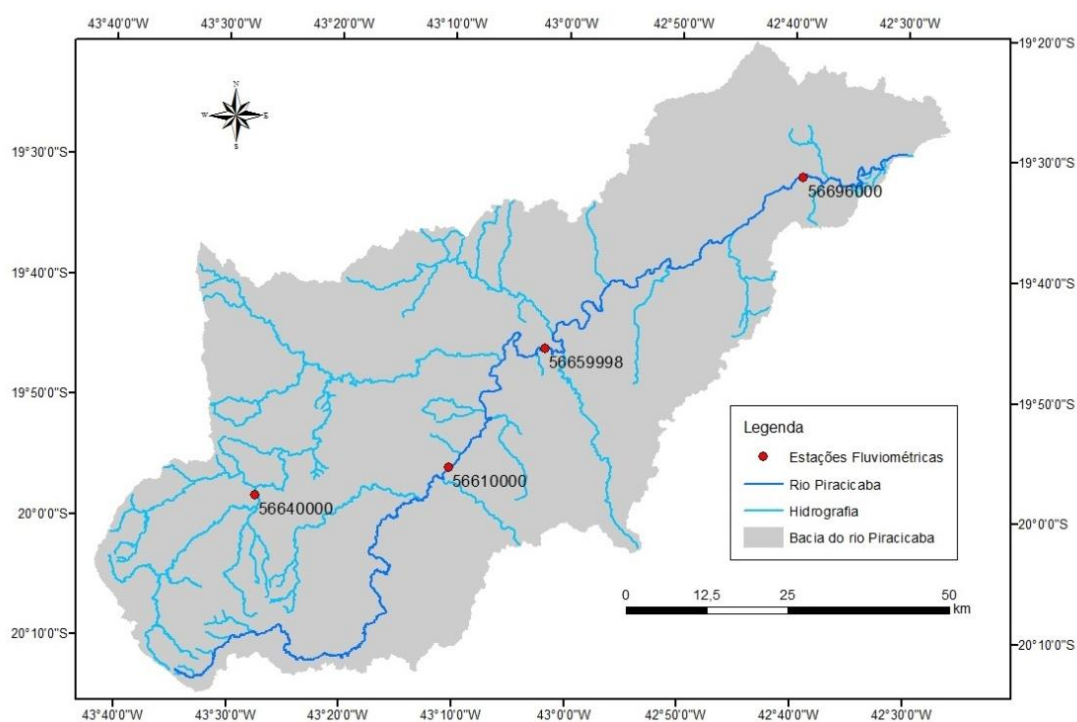 43°40'0"W 43°30'0"W 43°20'0"W 43°10'0"W 43°0'0"W 42°50'0"W 42°40'0"W 42°30'0"W
19°20'0"S
N
W E
S
19°30'0"S 19°30'0"S
56696000
19°40'0"S 19°40'0"S
56659998
19°50'0"S 19°50'0"S
Legenda
Estações Fluviométricas
56610000
Rio Piracicaba
56640000
Hidrografia
20°0'0"S 20°0'0"S
Bacia do rio Piracicaba
0 12,5 25 50
km
20°10'0"S 20°10'0"S
43°40'0"W 43°30'0"W 43°20'0"W 43°10'0"W 43°0'0"W 42°50'0"W 42°40'0"W 42°30'0"W